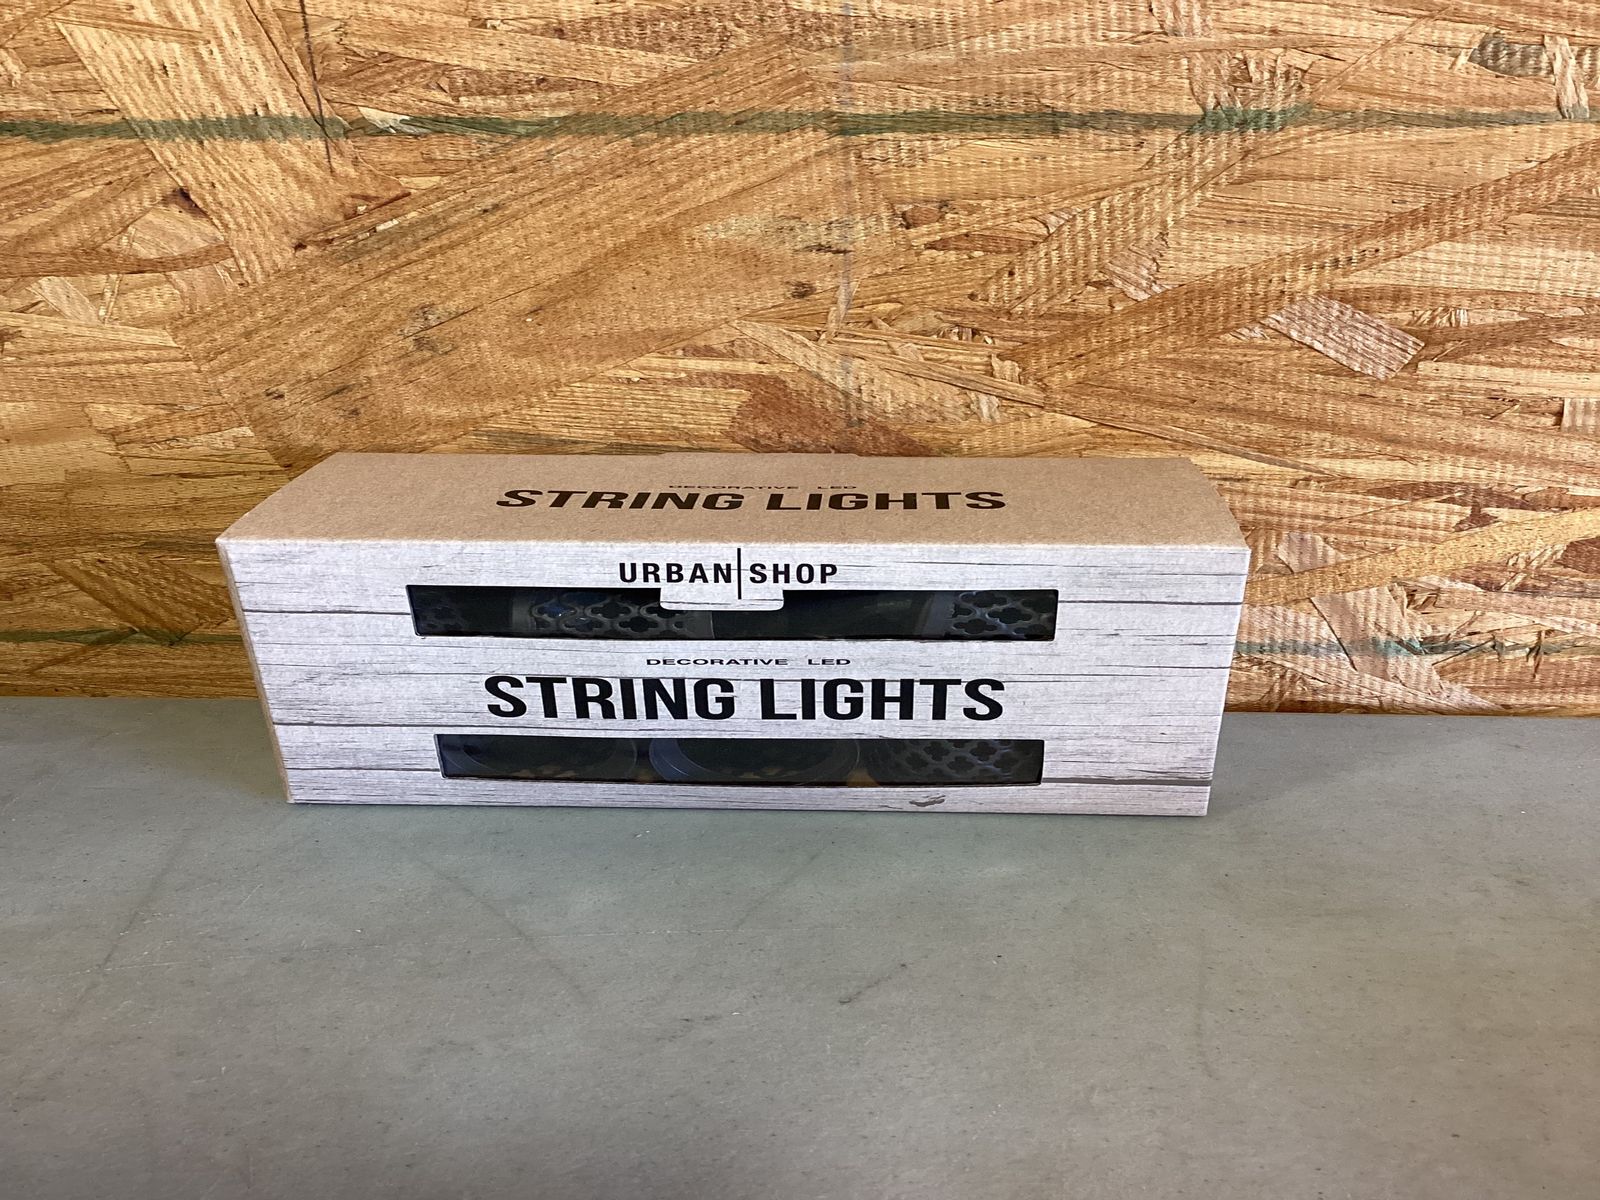 DECORATIVE LED
STRING LIGHTS
URBAN|SHOP
DECORATIVE LED
STRING LIGHTS